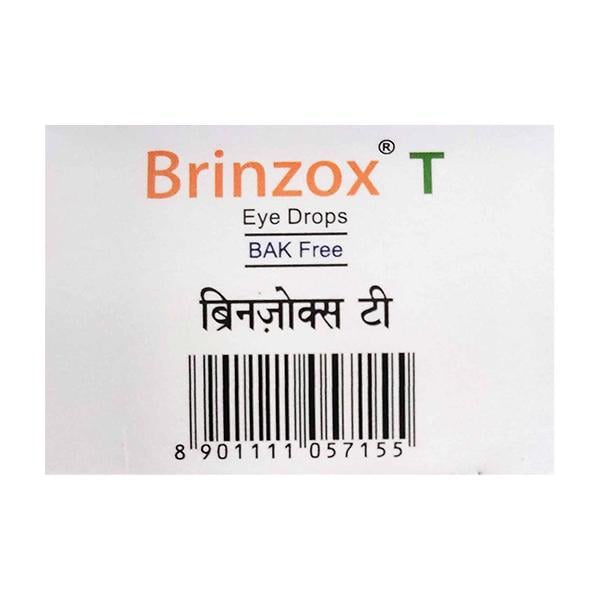 Brinzox® T
Eye Drops
BAK Free
ब्रिनज़ोक्स टी
8 901111 057155